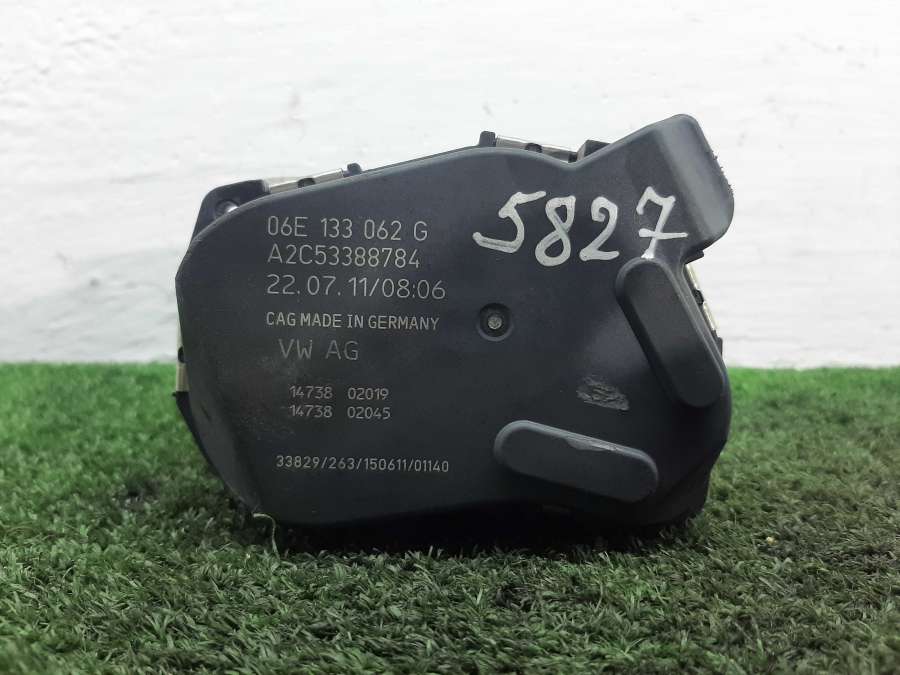 06E 133 062 G
A2C53388784
22.07.11/08:06
CAG MADE IN GERMANY
VW AG
14738 02019
14738 02045
33829/263/150611/01140
5827